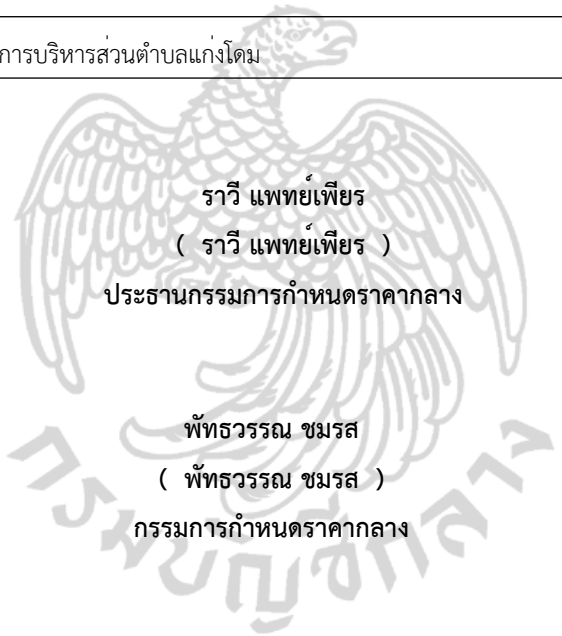 การบริหารส่วนตำบลแก่งโดม
ราวี แพทย์เพียร
( ราวี แพทย์เพียร )
ประธานกรรมการกำหนดราคากลาง
พัทธวรรณ ชมรส
( พัทธวรรณ ชมรส )
กรรมการกำหนดราคากลาง
กรมบัญชีกลาง